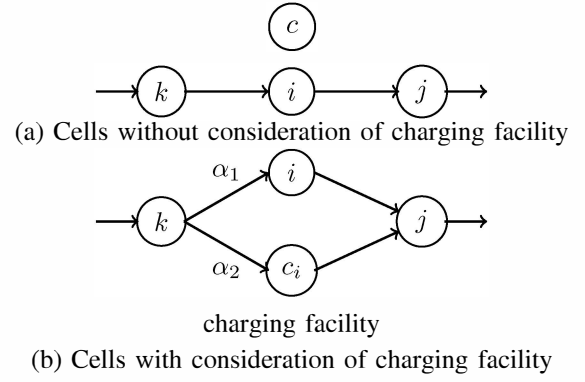 c
k i j
(a) Cells without consideration of charging facility
α₁ i
k j
α₂ cᵢ
charging facility
(b) Cells with consideration of charging facility